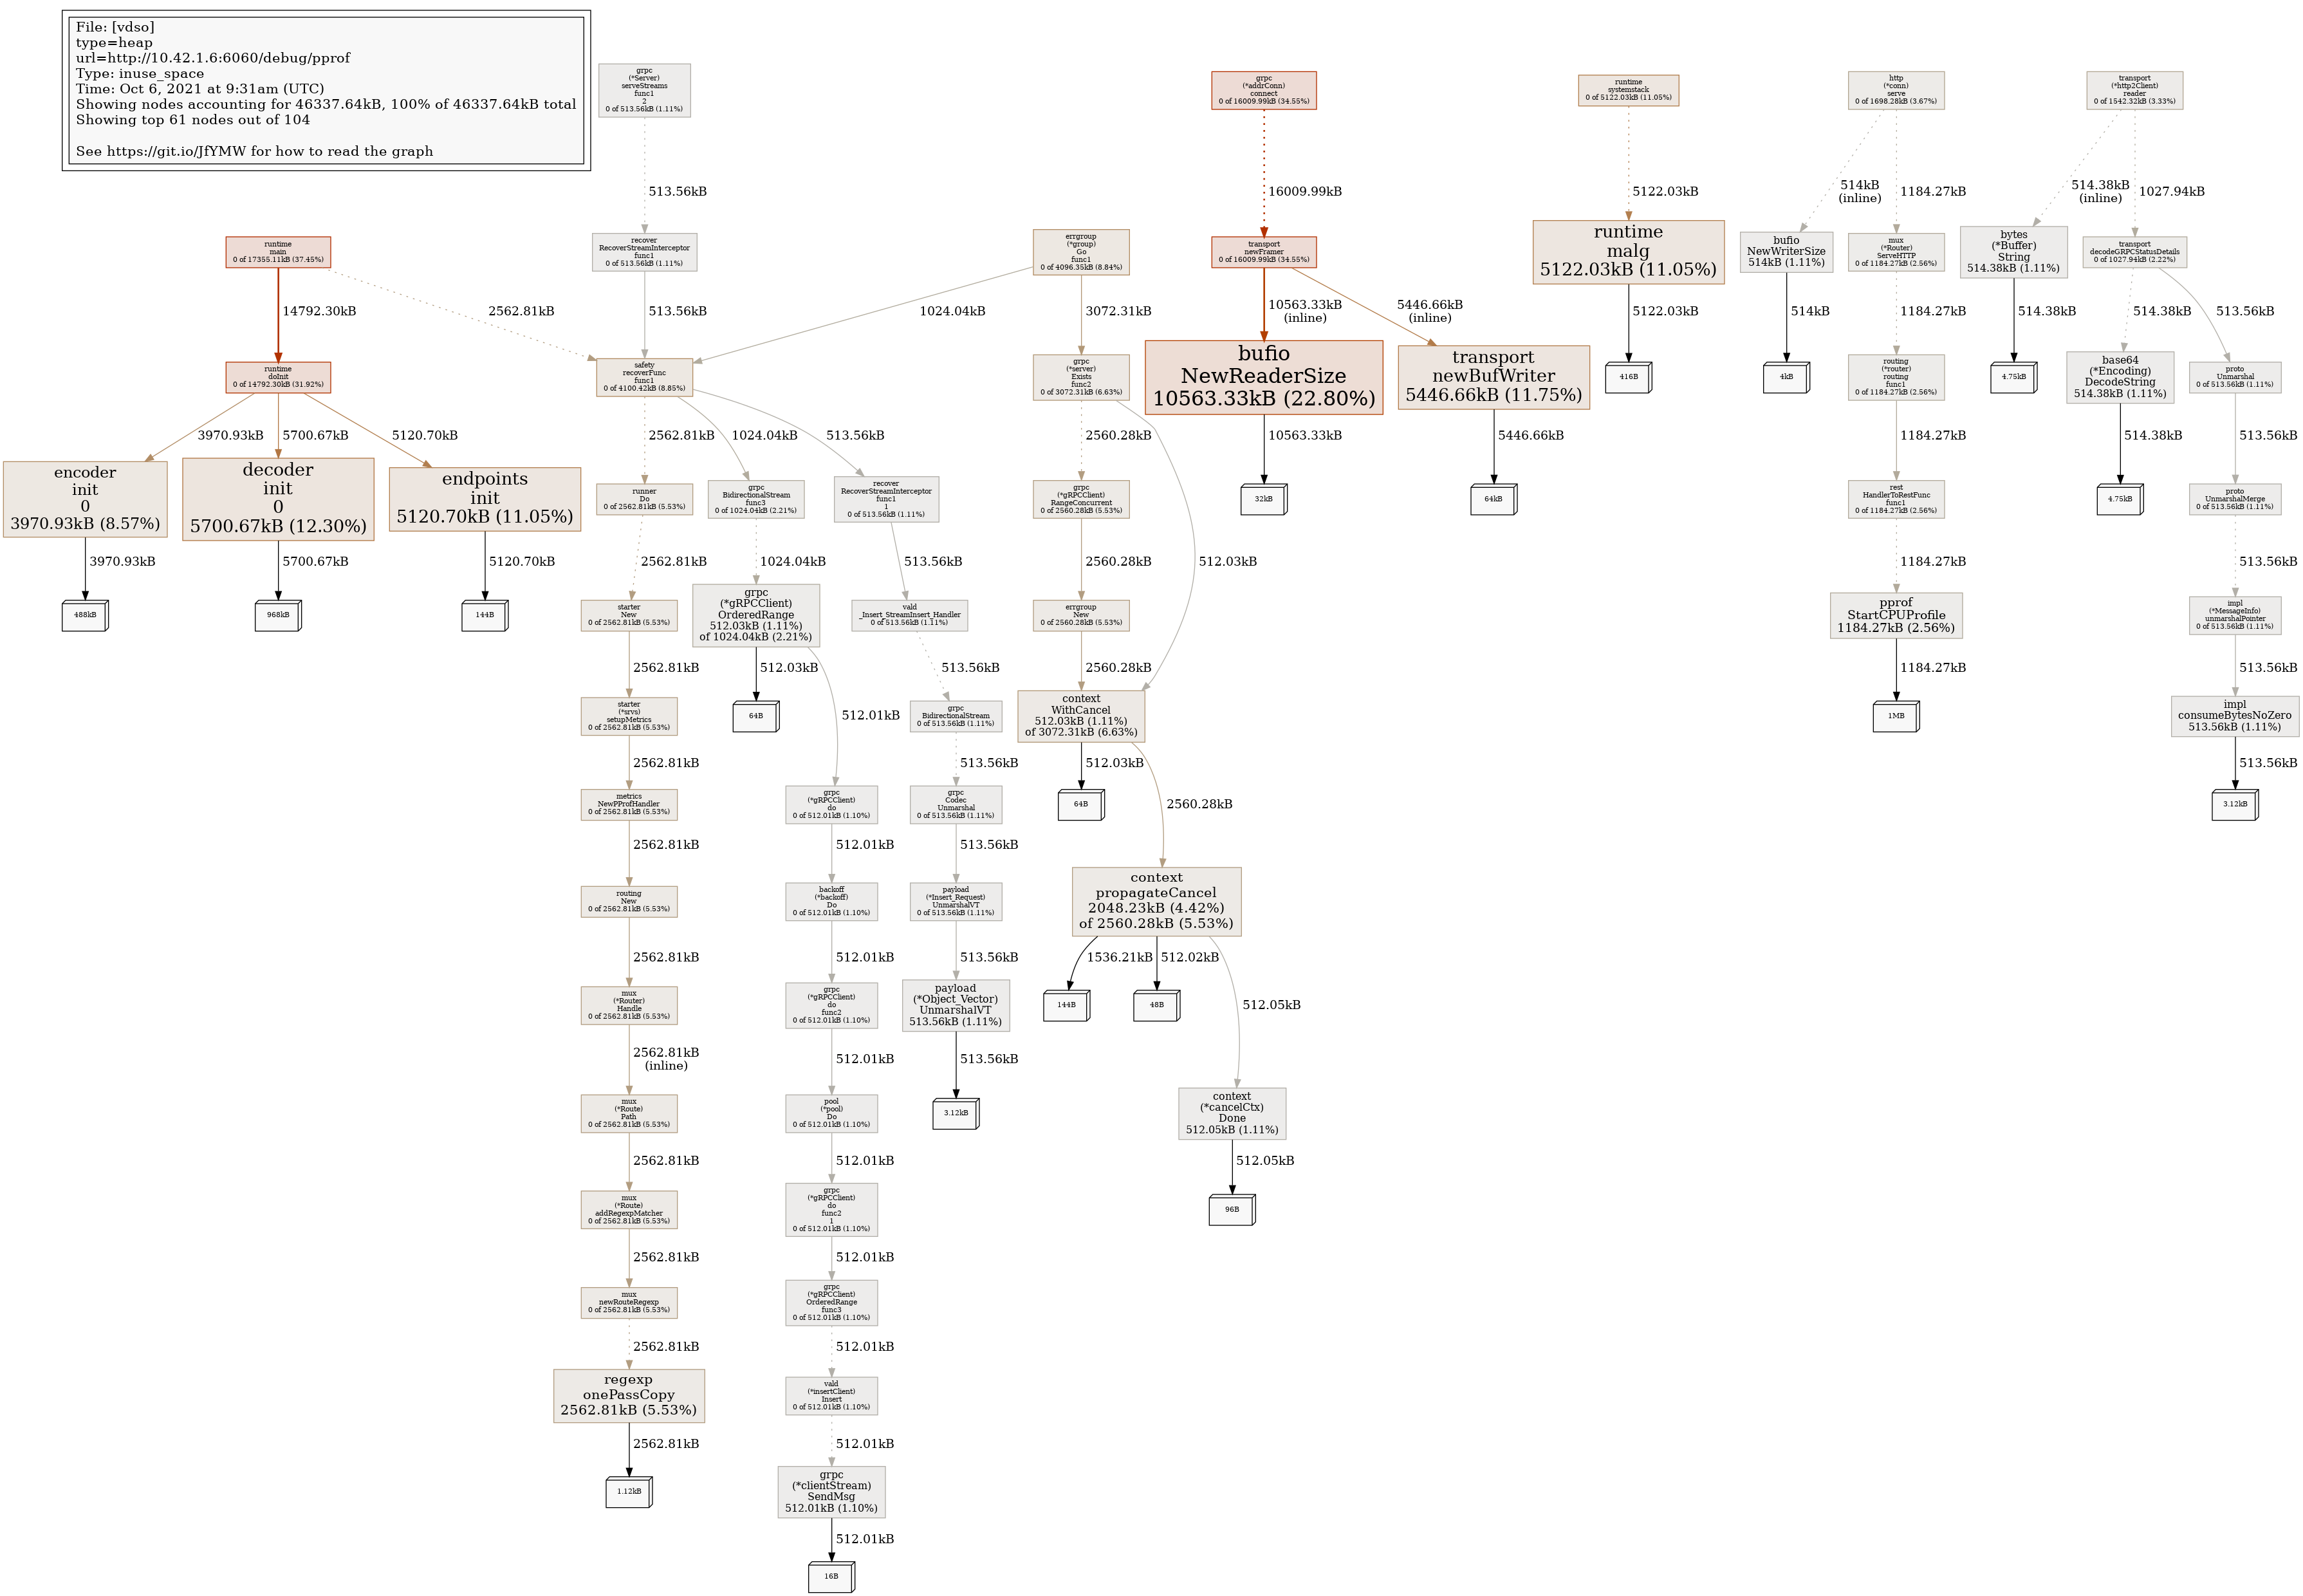 File: [vdso]
type=heap
url=http://10.42.1.6:6060/debug/pprof
Type: inuse_space
Time: Oct 6, 2021 at 9:31am (UTC)
Showing nodes accounting for 46337.64kB, 100% of 46337.64kB total
Showing top 61 nodes out of 104
See https://git.io/JfYMW for how to read the graph
grpc
(*Server)
serveStreams
func1
2
0 of 513.56kB (1.11%)
grpc
(*addrConn)
connect
0 of 16009.99kB (34.55%)
runtime
systemstack
0 of 5122.03kB (11.05%)
http
(*conn)
serve
0 of 1698.28kB (3.67%)
transport
(*http2Client)
reader
0 of 1542.32kB (3.33%)
513.56kB
16009.99kB
5122.03kB
514kB
(inline)
1184.27kB
514.38kB
(inline)
1027.94kB
runtime
main
0 of 17355.11kB (37.45%)
recover
RecoverStreamInterceptor
func1
0 of 513.56kB (1.11%)
errgroup
(*group)
Go
func1
0 of 4096.35kB (8.84%)
transport
newFramer
0 of 16009.99kB (34.55%)
runtime
malg
5122.03kB (11.05%)
bufio
NewWriterSize
514kB (1.11%)
mux
(*Router)
ServeHTTP
0 of 1184.27kB (2.56%)
bytes
(*Buffer)
String
514.38kB (1.11%)
transport
decodeGRPCStatusDetails
0 of 1027.94kB (2.22%)
14792.30kB
2562.81kB
513.56kB
1024.04kB
3072.31kB
10563.33kB
(inline)
5446.66kB
(inline)
5122.03kB
514kB
1184.27kB
514.38kB
514.38kB
513.56kB
runtime
doInit
0 of 14792.30kB (31.92%)
safety
recoverFunc
func1
0 of 4100.42kB (8.85%)
grpc
(*server)
Exists
func2
0 of 3072.31kB (6.63%)
bufio
NewReaderSize
10563.33kB (22.80%)
transport
newBufWriter
5446.66kB (11.75%)
416B
4kB
routing
(*router)
routing
func1
0 of 1184.27kB (2.56%)
4.75kB
base64
(*Encoding)
DecodeString
514.38kB (1.11%)
proto
Unmarshal
0 of 513.56kB (1.11%)
3970.93kB
5700.67kB
5120.70kB
2562.81kB
1024.04kB
513.56kB
2560.28kB
512.03kB
10563.33kB
5446.66kB
1184.27kB
514.38kB
513.56kB
encoder
init
0
3970.93kB (8.57%)
decoder
init
0
5700.67kB (12.30%)
endpoints
init
5120.70kB (11.05%)
runner
Do
0 of 2562.81kB (5.53%)
grpc
BidirectionalStream
func3
0 of 1024.04kB (2.21%)
recover
RecoverStreamInterceptor
func1
1
0 of 513.56kB (1.11%)
grpc
(*gRPCClient)
RangeConcurrent
0 of 2560.28kB (5.53%)
32kB
64kB
rest
HandlerToRestFunc
func1
0 of 1184.27kB (2.56%)
4.75kB
proto
UnmarshalMerge
0 of 513.56kB (1.11%)
3970.93kB
5700.67kB
5120.70kB
2562.81kB
1024.04kB
513.56kB
2560.28kB
1184.27kB
513.56kB
488kB
968kB
144B
starter
New
0 of 2562.81kB (5.53%)
grpc
(*gRPCClient)
OrderedRange
512.03kB (1.11%)
of 1024.04kB (2.21%)
vald
_Insert_StreamInsert_Handler
0 of 513.56kB (1.11%)
errgroup
New
0 of 2560.28kB (5.53%)
pprof
StartCPUProfile
1184.27kB (2.56%)
impl
(*MessageInfo)
unmarshalPointer
0 of 513.56kB (1.11%)
2562.81kB
512.03kB
512.01kB
513.56kB
2560.28kB
1184.27kB
513.56kB
starter
(*srvs)
setupMetrics
0 of 2562.81kB (5.53%)
64B
grpc
BidirectionalStream
0 of 513.56kB (1.11%)
context
WithCancel
512.03kB (1.11%)
of 3072.31kB (6.63%)
1MB
impl
consumeBytesNoZero
513.56kB (1.11%)
2562.81kB
513.56kB
512.03kB
2560.28kB
513.56kB
metrics
NewPProfHandler
0 of 2562.81kB (5.53%)
grpc
(*gRPCClient)
do
0 of 512.01kB (1.10%)
grpc
Codec
Unmarshal
0 of 513.56kB (1.11%)
64B
3.12kB
2562.81kB
512.01kB
513.56kB
routing
New
0 of 2562.81kB (5.53%)
backoff
(*backoff)
Do
0 of 512.01kB (1.10%)
payload
(*Insert_Request)
UnmarshalVT
0 of 513.56kB (1.11%)
context
propagateCancel
2048.23kB (4.42%)
of 2560.28kB (5.53%)
2562.81kB
512.01kB
513.56kB
1536.21kB
512.02kB
512.05kB
mux
(*Router)
Handle
0 of 2562.81kB (5.53%)
grpc
(*gRPCClient)
do
func2
0 of 512.01kB (1.10%)
payload
(*Object_Vector)
UnmarshalVT
513.56kB (1.11%)
144B
48B
2562.81kB
(inline)
512.01kB
513.56kB
mux
(*Route)
Path
0 of 2562.81kB (5.53%)
pool
(*pool)
Do
0 of 512.01kB (1.10%)
3.12kB
context
(*cancelCtx)
Done
512.05kB (1.11%)
2562.81kB
512.01kB
512.05kB
mux
(*Route)
addRegexpMatcher
0 of 2562.81kB (5.53%)
grpc
(*gRPCClient)
do
func2
1
0 of 512.01kB (1.10%)
96B
2562.81kB
512.01kB
mux
newRouteRegexp
0 of 2562.81kB (5.53%)
grpc
(*gRPCClient)
OrderedRange
func3
0 of 512.01kB (1.10%)
2562.81kB
512.01kB
regexp
onePassCopy
2562.81kB (5.53%)
vald
(*insertClient)
Insert
0 of 512.01kB (1.10%)
2562.81kB
512.01kB
1.12kB
grpc
(*clientStream)
SendMsg
512.01kB (1.10%)
512.01kB
16B